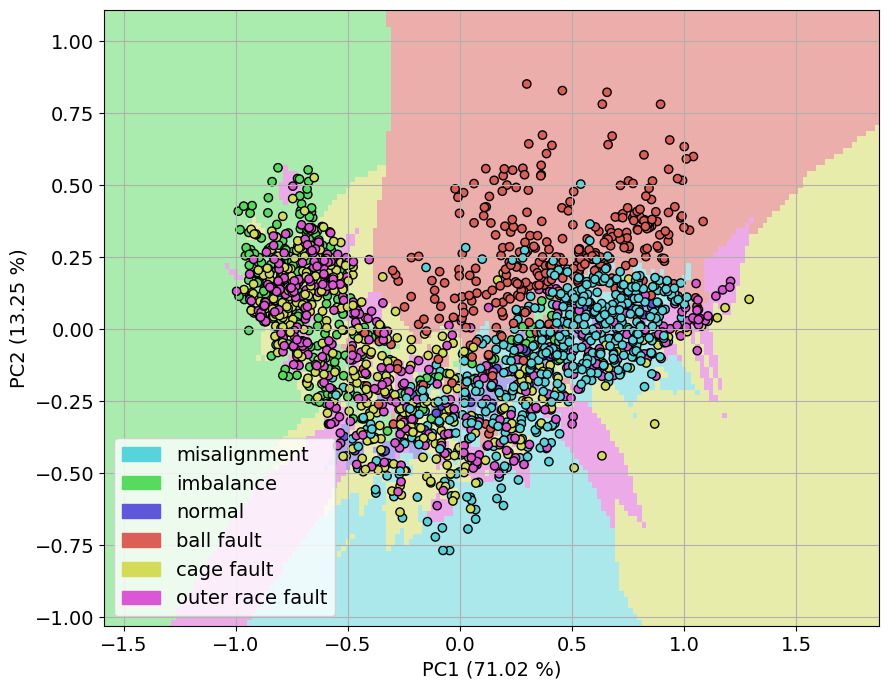 1.00
0.75
0.50
0.25
0.00
−0.25
−0.50
−0.75
−1.00
PC2 (13.25 %)
misalignment
imbalance
normal
ball fault
cage fault
outer race fault
−1.5 −1.0 −0.5 0.0 0.5 1.0 1.5
PC1 (71.02 %)